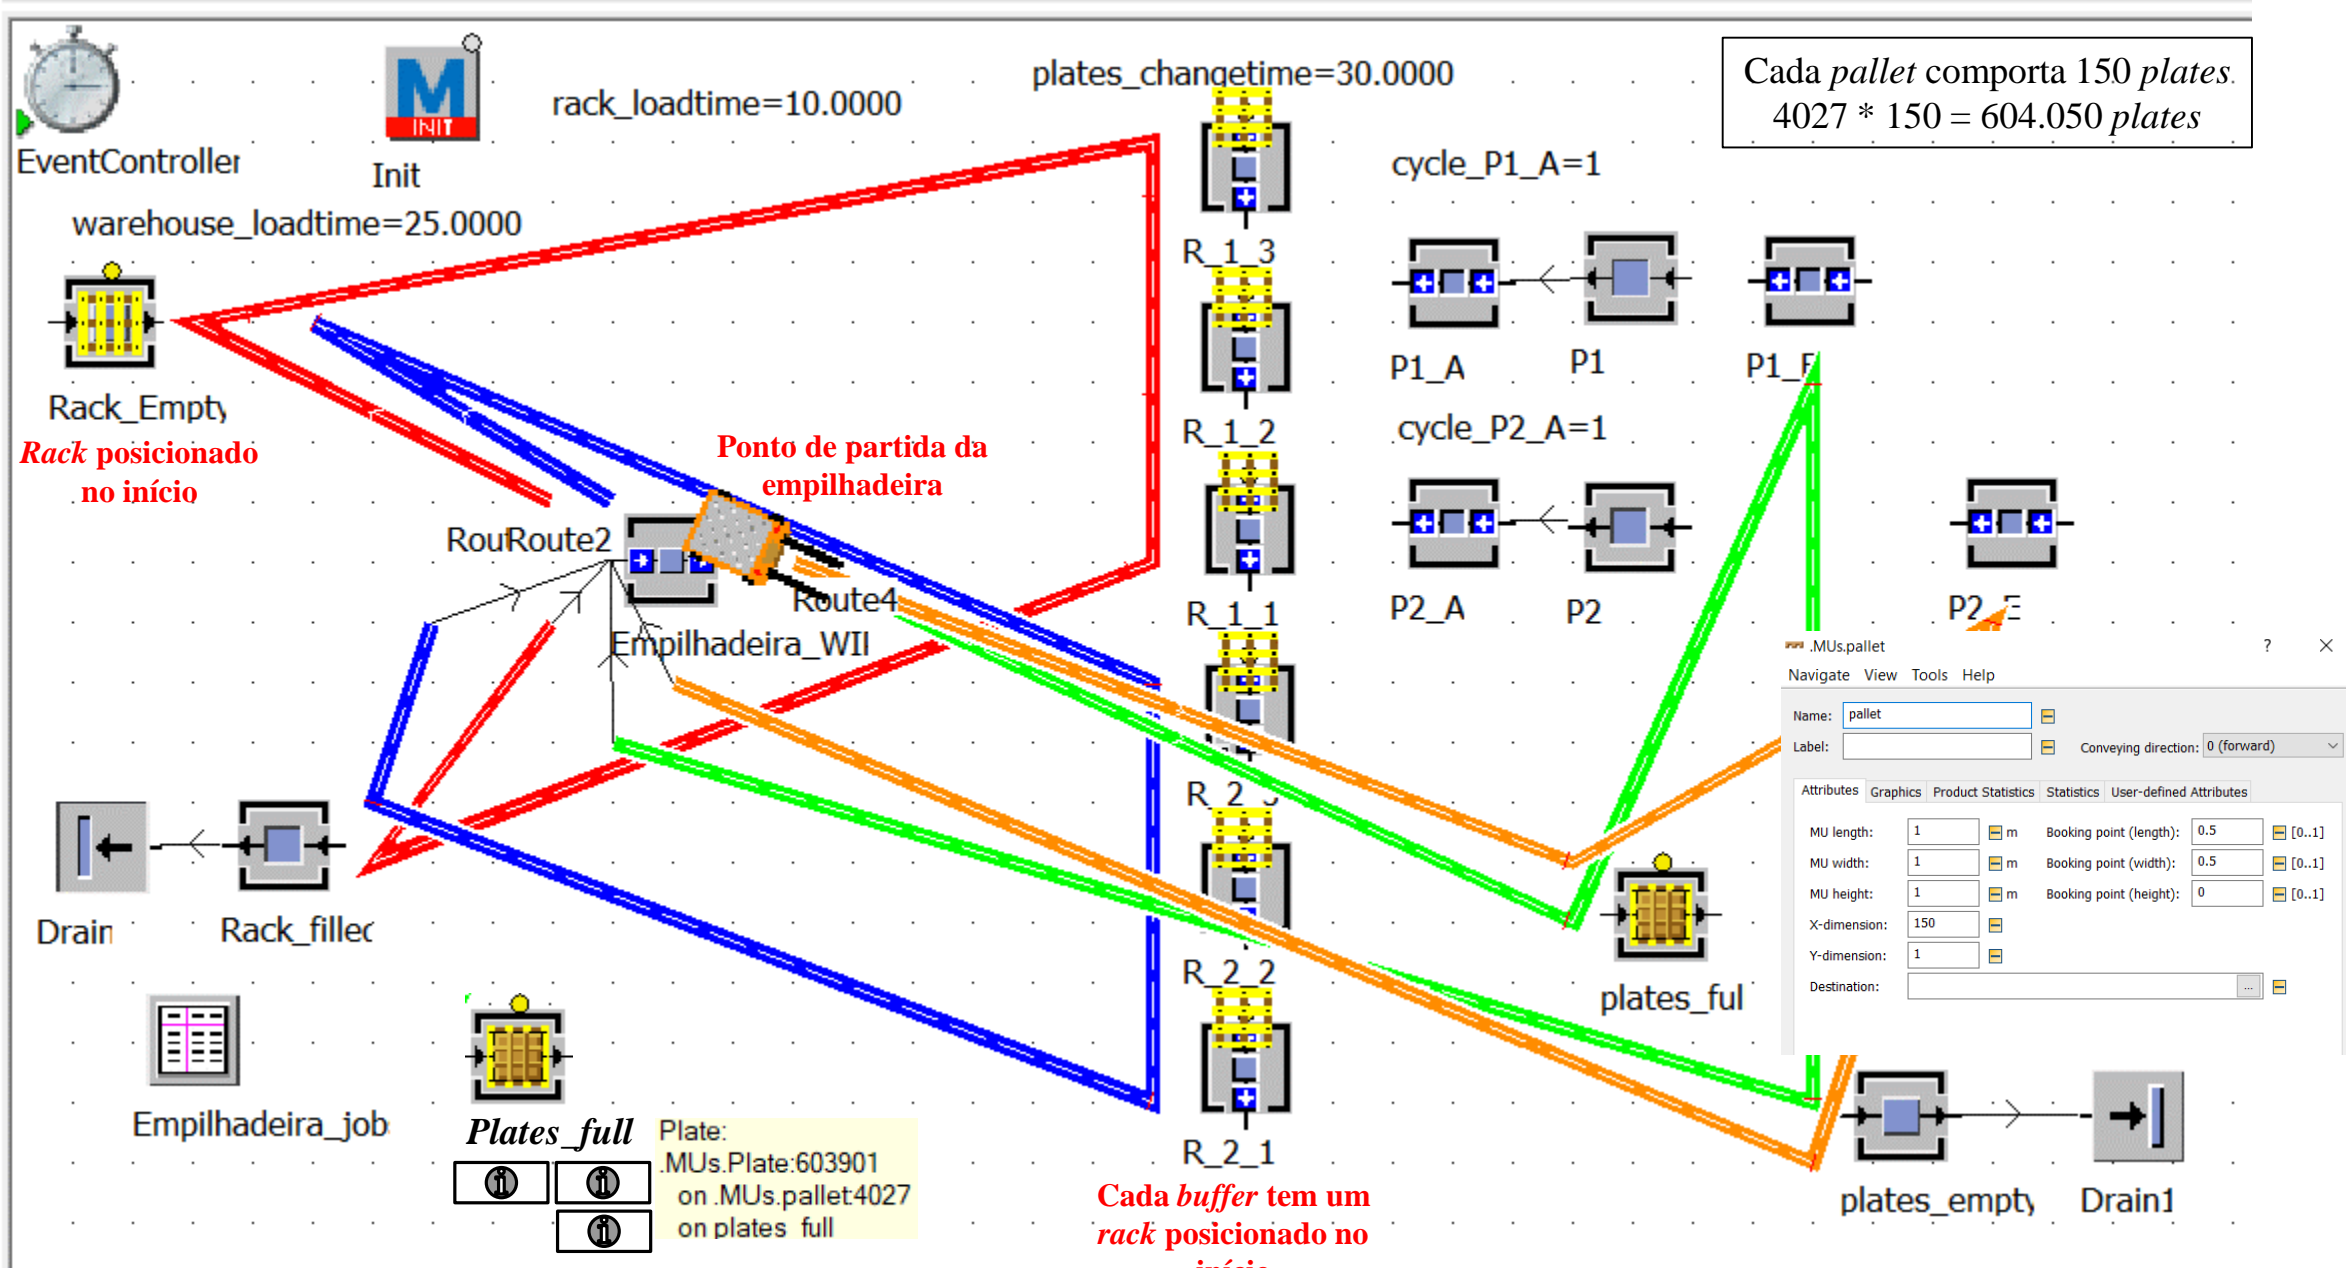 EventController
Init
rack_loadtime=10.0000
plates_changetime=30.0000
Cada pallet comporta 150 plates.
4027 * 150 = 604.050 plates
warehouse_loadtime=25.0000
cycle_P1_A=1
R_1_3
P1_A
P1
Rack_Empty
Rack posicionado
no início
Ponto de partida da
empilhadeira
R_1_2
cycle_P2_A=1
Route2
Route4
Empilhadeira_WII
R_1_1
P2_A
P2
.MUs.pallet
?
Navigate View Tools Help
Name: pallet
Label:
Conveying direction: 0 (forward)
Attributes Graphics Product Statistics Statistics User-defined Attributes
MU length: 1 m Booking point (length): 0.5 [0..1]
MU width: 1 m Booking point (width): 0.5 [0..1]
MU height: 1 m Booking point (height): 0 [0..1]
X-dimension: 150
Y-dimension: 1
Destination: ...
Drain
Rack_filled
R_2_2
plates_ful
Empilhadeira_job
Plates_full
Plate:
.MUs.Plate:603901
on .MUs.pallet:4027
on plates_full
R_2_1
Cada buffer tem um
rack posicionado no
início
plates_empty
Drain1
M
INIT